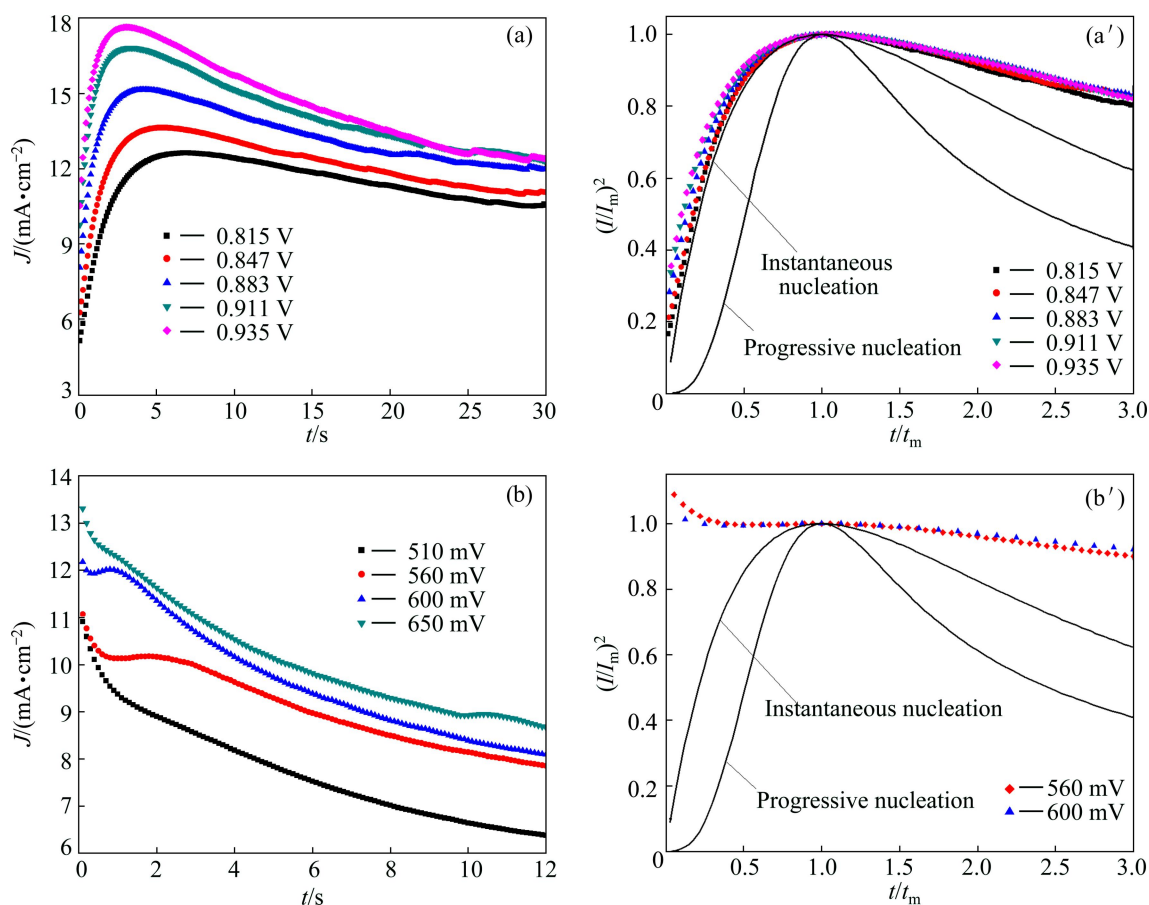 18
15
12
9
6
3
J/(mA•cm⁻²)
(a)
0.815 V
0.847 V
0.883 V
0.911 V
0.935 V
0
5
10
15
20
25
30
t/s
1.0
0.8
0.6
0.4
0.2
0
(I/Iₘ)²
(a′)
Instantaneous
nucleation
Progressive nucleation
0.815 V
0.847 V
0.883 V
0.911 V
0.935 V
0.5
1.0
1.5
2.0
2.5
3.0
t/tₘ
14
13
12
11
10
9
8
7
6
J/(mA•cm⁻²)
(b)
510 mV
560 mV
600 mV
650 mV
0
2
4
6
8
10
12
t/s
1.0
0.8
0.6
0.4
0.2
0
(I/Iₘ)²
(b′)
Instantaneous nucleation
Progressive nucleation
560 mV
600 mV
0.5
1.0
1.5
2.0
2.5
3.0
t/tₘ